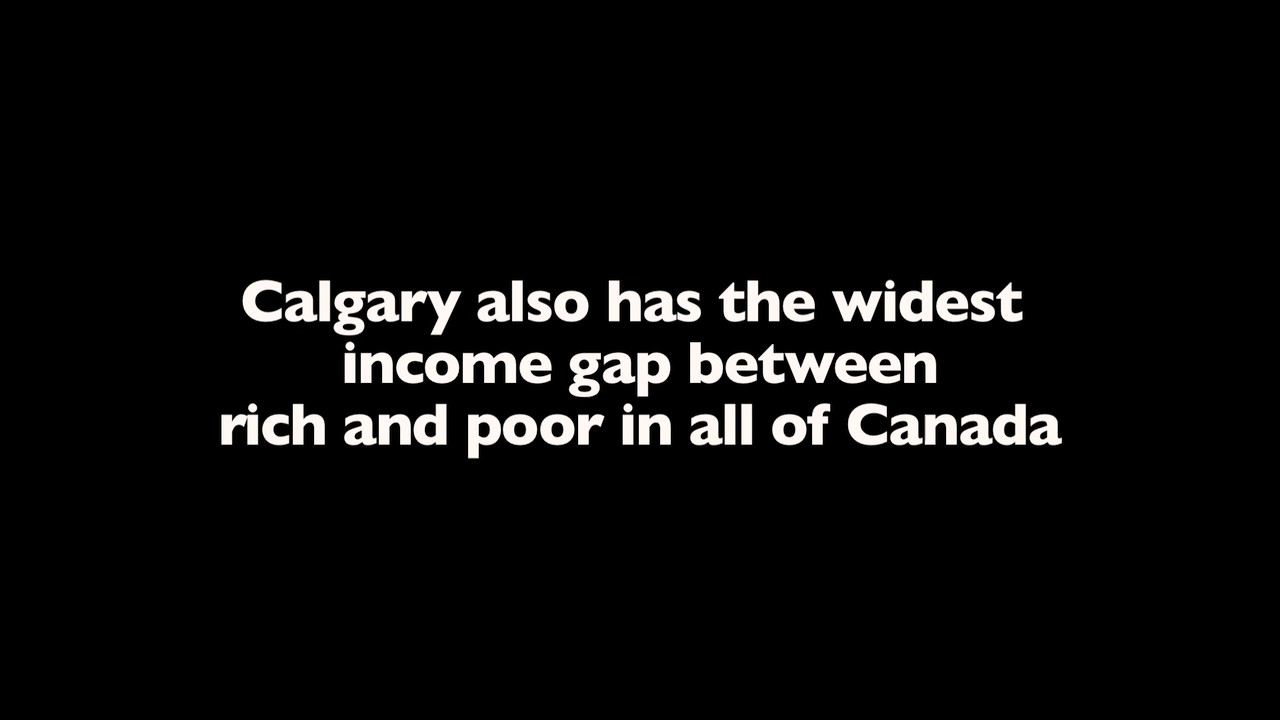 Calgary also has the widest
income gap between
rich and poor in all of Canada